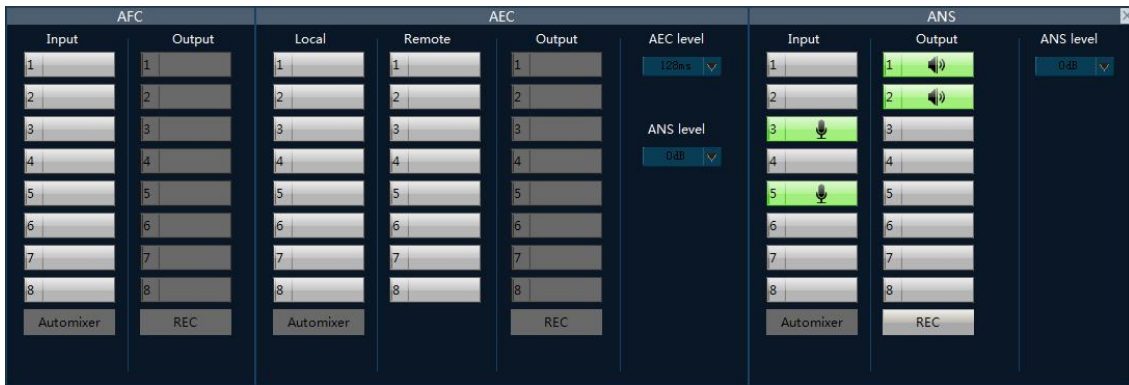 AFC AEC ANS
Input Output Local Remote Output AEC level Input Output ANS level
1 1 1 1 1 128ms 1 1 0dB
2 2 2 2 2 2 2
3 3 3 3 3 ANS level 3 3
4 4 4 4 4 0dB 4 4
5 5 5 5 5 5 5
6 6 6 6 6 6 6
7 7 7 7 7 7 7
8 8 8 8 8 8 8
Automixer REC Automixer REC Automixer REC